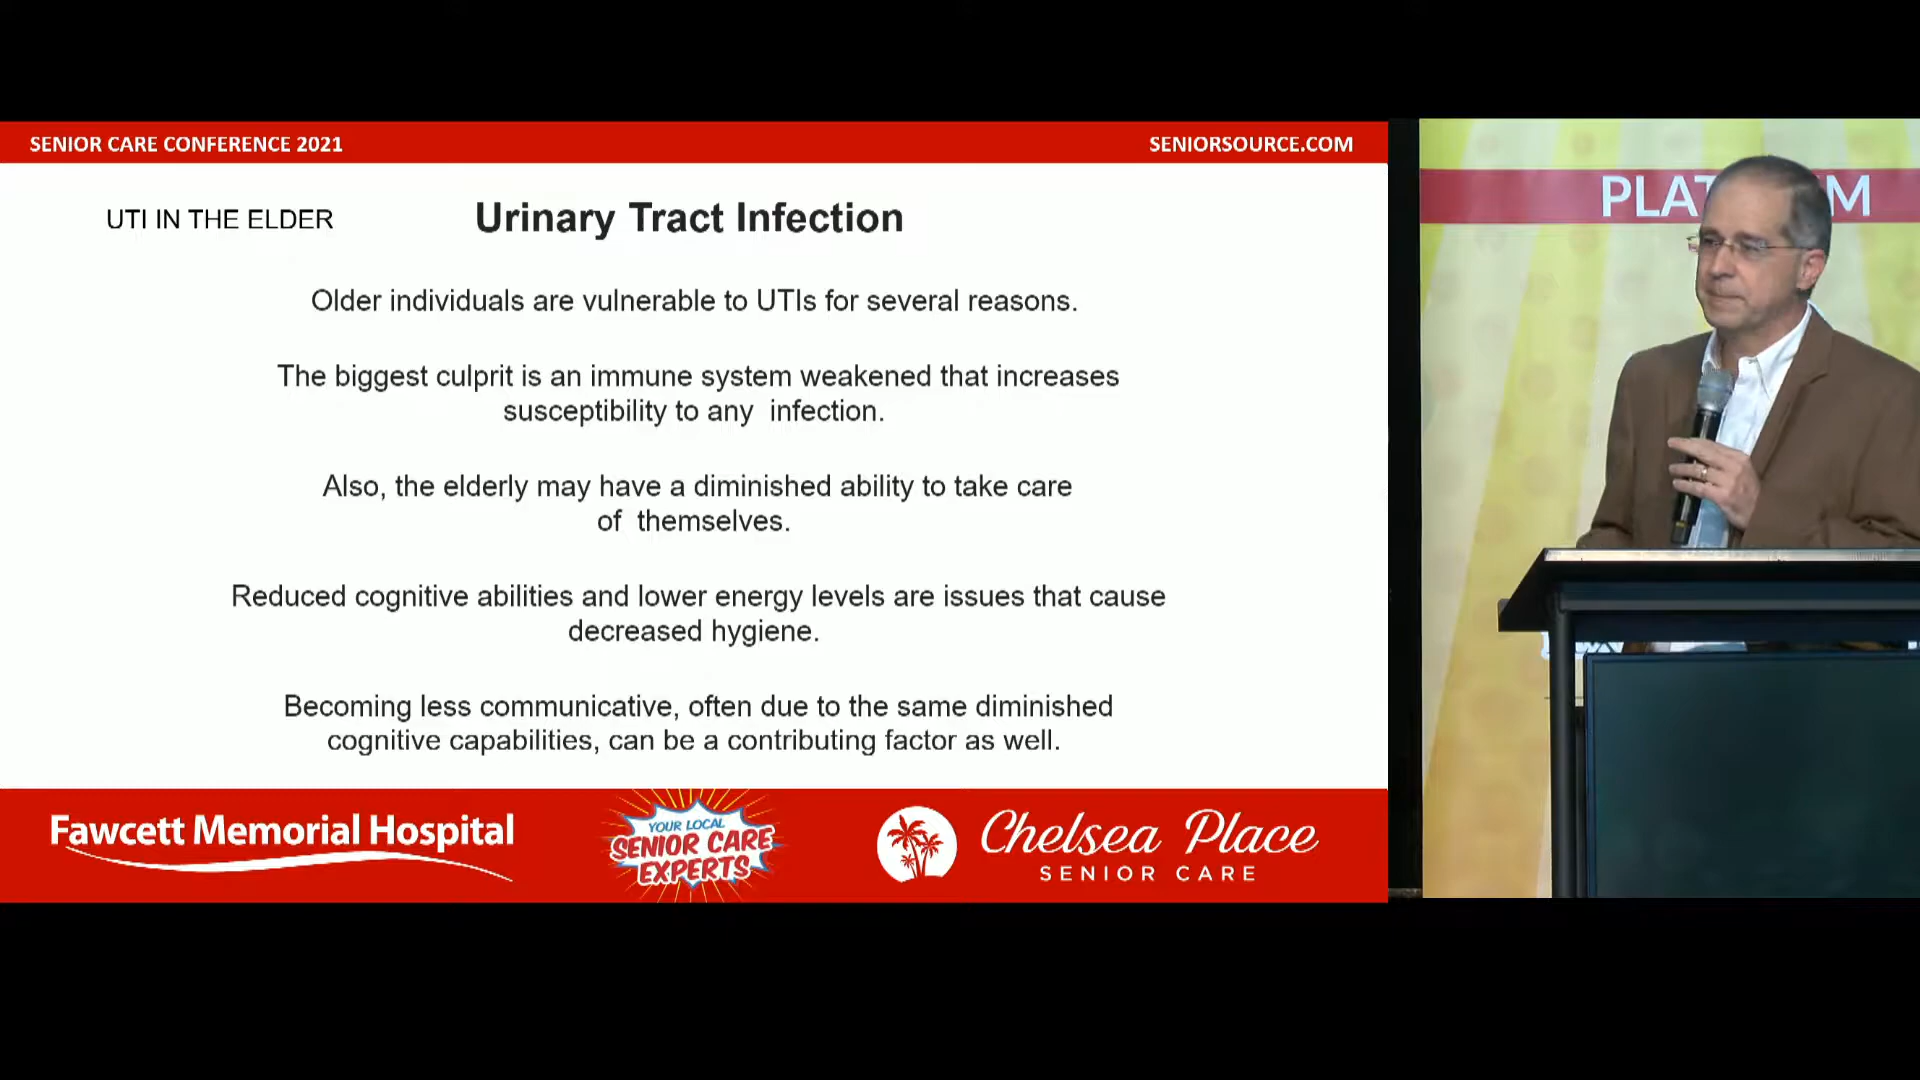 SENIOR CARE CONFERENCE 2021
SENIORSOURCE.COM
UTI IN THE ELDER
Urinary Tract Infection
Older individuals are vulnerable to UTIs for several reasons.
The biggest culprit is an immune system weakened that increases
susceptibility to any infection.
Also, the elderly may have a diminished ability to take care
of themselves.
Reduced cognitive abilities and lower energy levels are issues that cause
decreased hygiene.
Becoming less communicative, often due to the same diminished
cognitive capabilities, can be a contributing factor as well.
Fawcett Memorial Hospital
YOUR LOCAL
SENIOR CARE
EXPERTS
Chelsea Place
SENIOR CARE